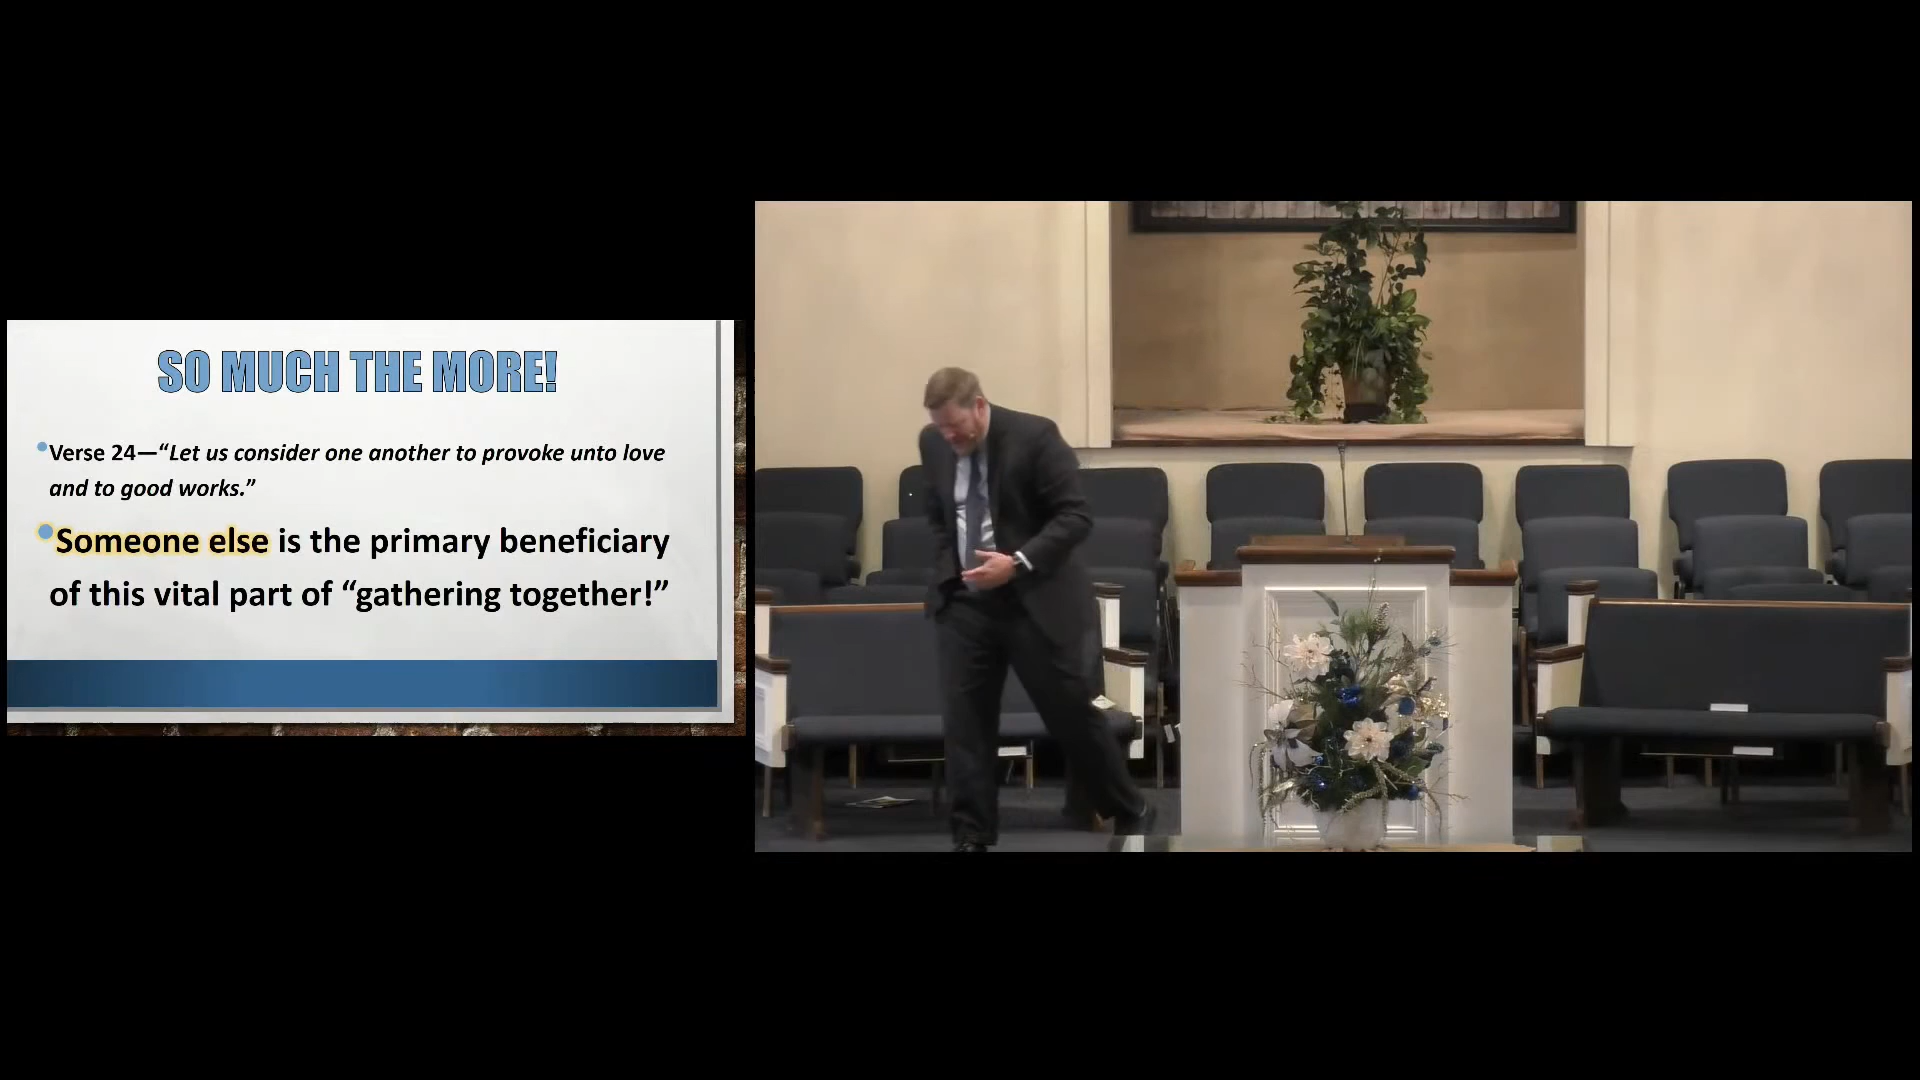 SO MUCH THE MORE!
•Verse 24—“Let us consider one another to provoke unto love
and to good works.”
•Someone else is the primary beneficiary
of this vital part of “gathering together!”